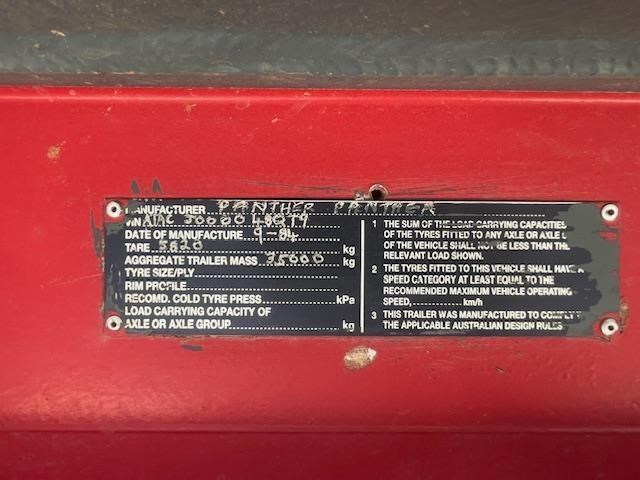 MANUFACTURER PANTHER PANTHER
VIN
DATE OF MANUFACTURE 9-84
TARE 5820 kg
AGGREGATE TRAILER MASS 35000 kg
TYRE SIZE/PLY
RIM PROFILE
RECOMD. COLD TYRE PRESS kPa
LOAD CARRYING CAPACITY OF
AXLE OR AXLE GROUP kg
1 THE SUM OF THE LOAD CARRYING CAPACITIES
OF THE TYRES FITTED TO ANY AXLE OR AXLE
OF THE VEHICLE SHALL NOT BE LESS THAN THE
RELEVANT LOAD SHOWN.
2 THE TYRES FITTED TO THIS VEHICLE SHALL HAVE A
SPEED CATEGORY AT LEAST EQUAL TO THE
RECOMMENDED MAXIMUM VEHICLE OPERATING
SPEED, km/h
3 THIS TRAILER WAS MANUFACTURED TO COMPLY
THE APPLICABLE AUSTRALIAN DESIGN RULES